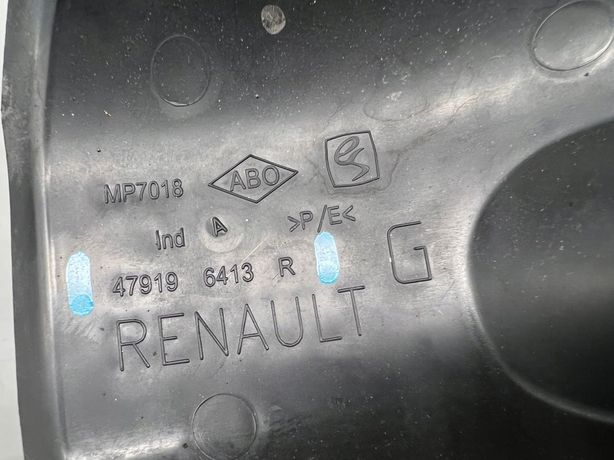 MP7018 ABO
Ind A >P/E<
47919 6413 R G
RENAULT